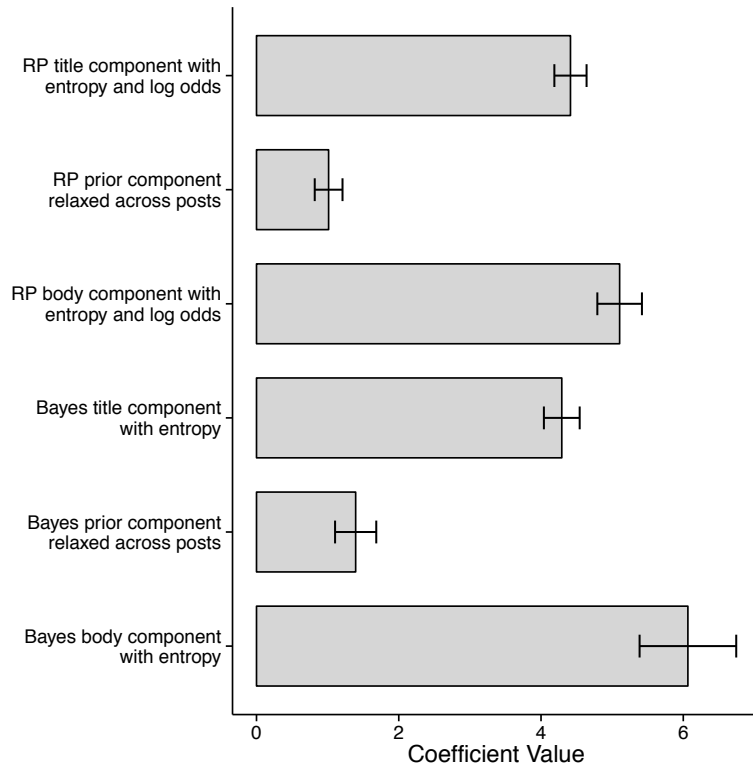 RP title component with
entropy and log odds
RP prior component
relaxed across posts
RP body component with
entropy and log odds
Bayes title component
with entropy
Bayes prior component
relaxed across posts
Bayes body component
with entropy
0 2 4 6
Coefficient Value